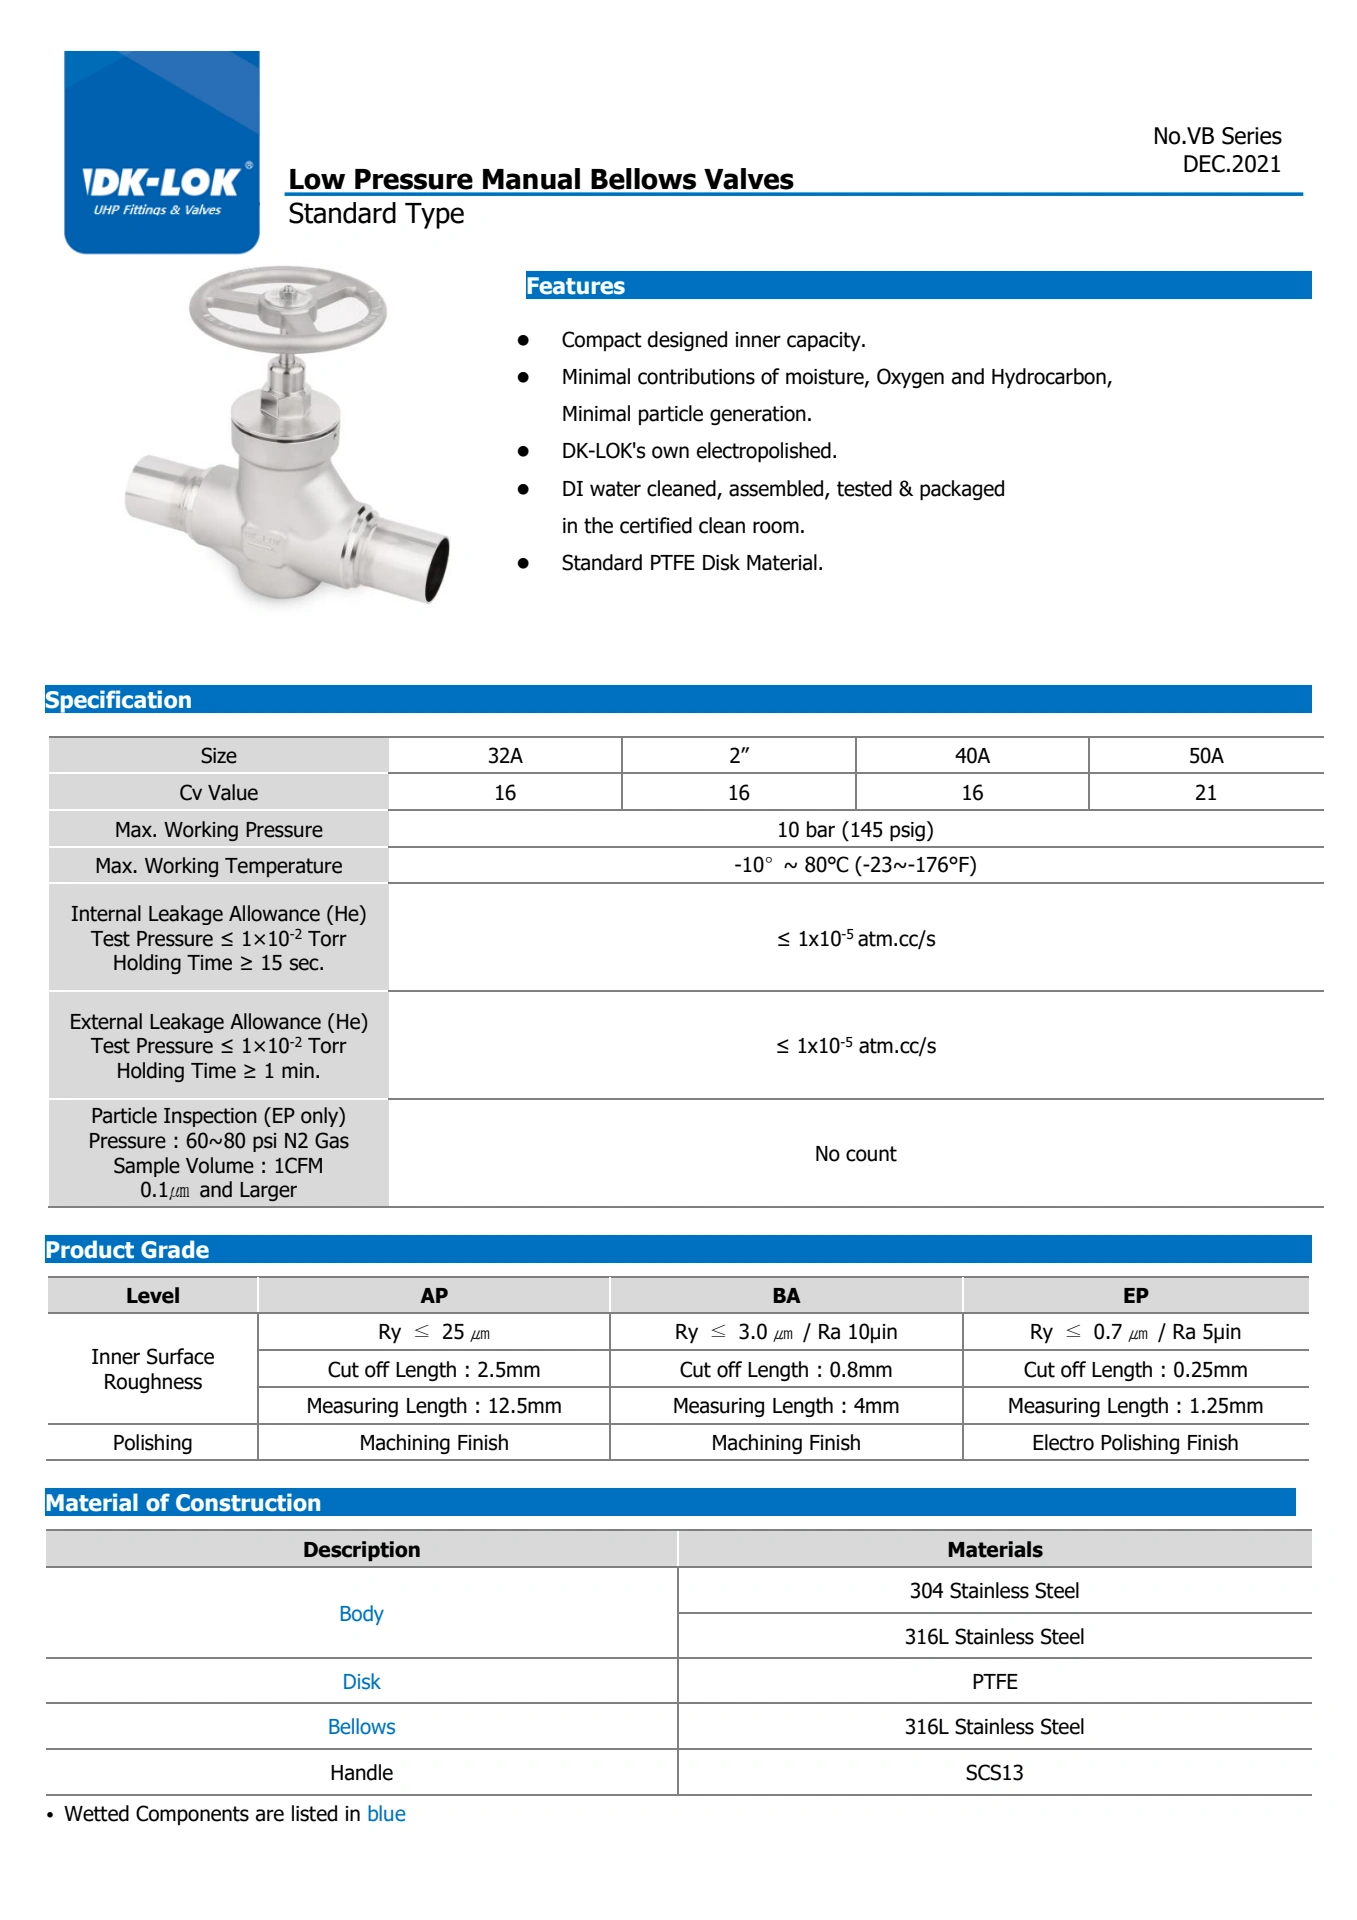 No.VB Series
DEC.2021
DK-LOK®
UHP Fittings & Valves
Low Pressure Manual Bellows Valves
Standard Type
Features
● Compact designed inner capacity.
● Minimal contributions of moisture, Oxygen and Hydrocarbon,
Minimal particle generation.
● DK-LOK's own electropolished.
● DI water cleaned, assembled, tested & packaged
in the certified clean room.
● Standard PTFE Disk Material.
DK-LOK
Specification
Size 32A 2″ 40A 50A
Cv Value 16 16 16 21
Max. Working Pressure 10 bar (145 psig)
Max. Working Temperature -10° ~ 80°C (-23~-176°F)
Internal Leakage Allowance (He)
Test Pressure ≤ 1×10-2 Torr
Holding Time ≥ 15 sec.
≤ 1x10-5 atm.cc/s
External Leakage Allowance (He)
Test Pressure ≤ 1×10-2 Torr
Holding Time ≥ 1 min.
≤ 1x10-5 atm.cc/s
Particle Inspection (EP only)
Pressure : 60~80 psi N2 Gas
Sample Volume : 1CFM
0.1㎛ and Larger
No count
Product Grade
Level AP BA EP
Inner Surface
Roughness
Ry ≤ 25 ㎛ Ry ≤ 3.0 ㎛ / Ra 10µin Ry ≤ 0.7 ㎛ / Ra 5µin
Cut off Length : 2.5mm Cut off Length : 0.8mm Cut off Length : 0.25mm
Measuring Length : 12.5mm Measuring Length : 4mm Measuring Length : 1.25mm
Polishing Machining Finish Machining Finish Electro Polishing Finish
Material of Construction
Description Materials
Body 304 Stainless Steel
316L Stainless Steel
Disk PTFE
Bellows 316L Stainless Steel
Handle SCS13
• Wetted Components are listed in blue